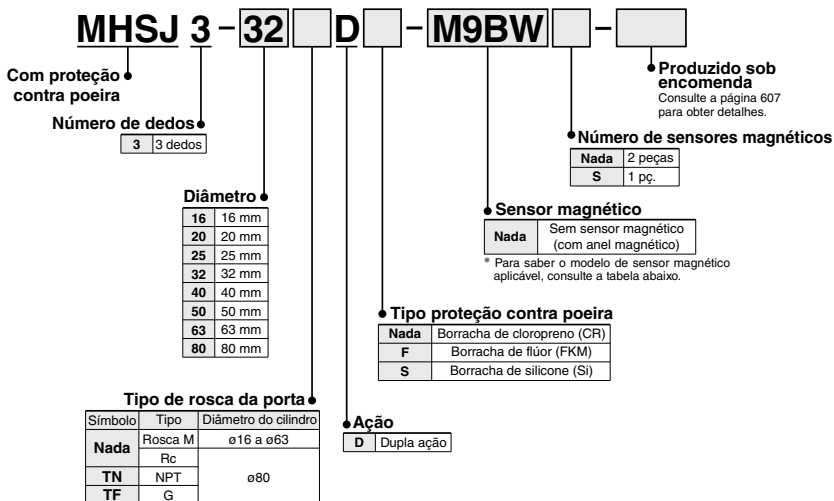 MHSJ 3 – 32 D – M9BW –
Com proteção
contra poeira
Produzido sob
encomenda
Consulte a página 607
para obter detalhes.
Número de dedos
3 3 dedos
Número de sensores magnéticos
Nada 2 peças
S 1 pç.
Diâmetro
16 16 mm
20 20 mm
25 25 mm
32 32 mm
40 40 mm
50 50 mm
63 63 mm
80 80 mm
Sensor magnético
Nada Sem sensor magnético
(com anel magnético)
* Para saber o modelo de sensor magnético
aplicável, consulte a tabela abaixo.
Tipo proteção contra poeira
Nada Borracha de cloropreno (CR)
F Borracha de flúor (FKM)
S Borracha de silicone (Si)
Tipo de rosca da porta
Símbolo Tipo Diâmetro do cilindro
Nada Rosca M ø16 a ø63
Rc
TN NPT ø80
TF G
Ação
D Dupla ação